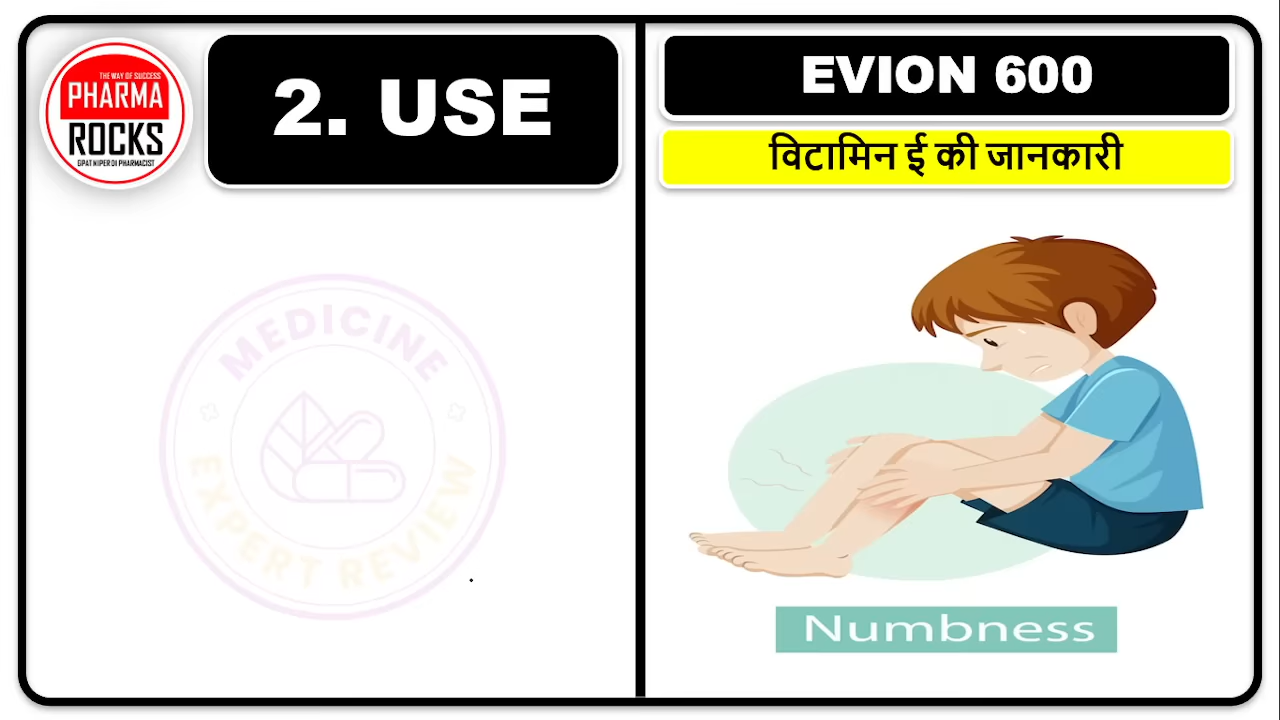 THE WAY OF SUCCESS
PHARMA
ROCKS
GPAT NIPER DI PHARMACIST
2. USE
EVION 600
विटामिन ई की जानकारी
MEDICINE
EXPERT REVIEW
Numbness